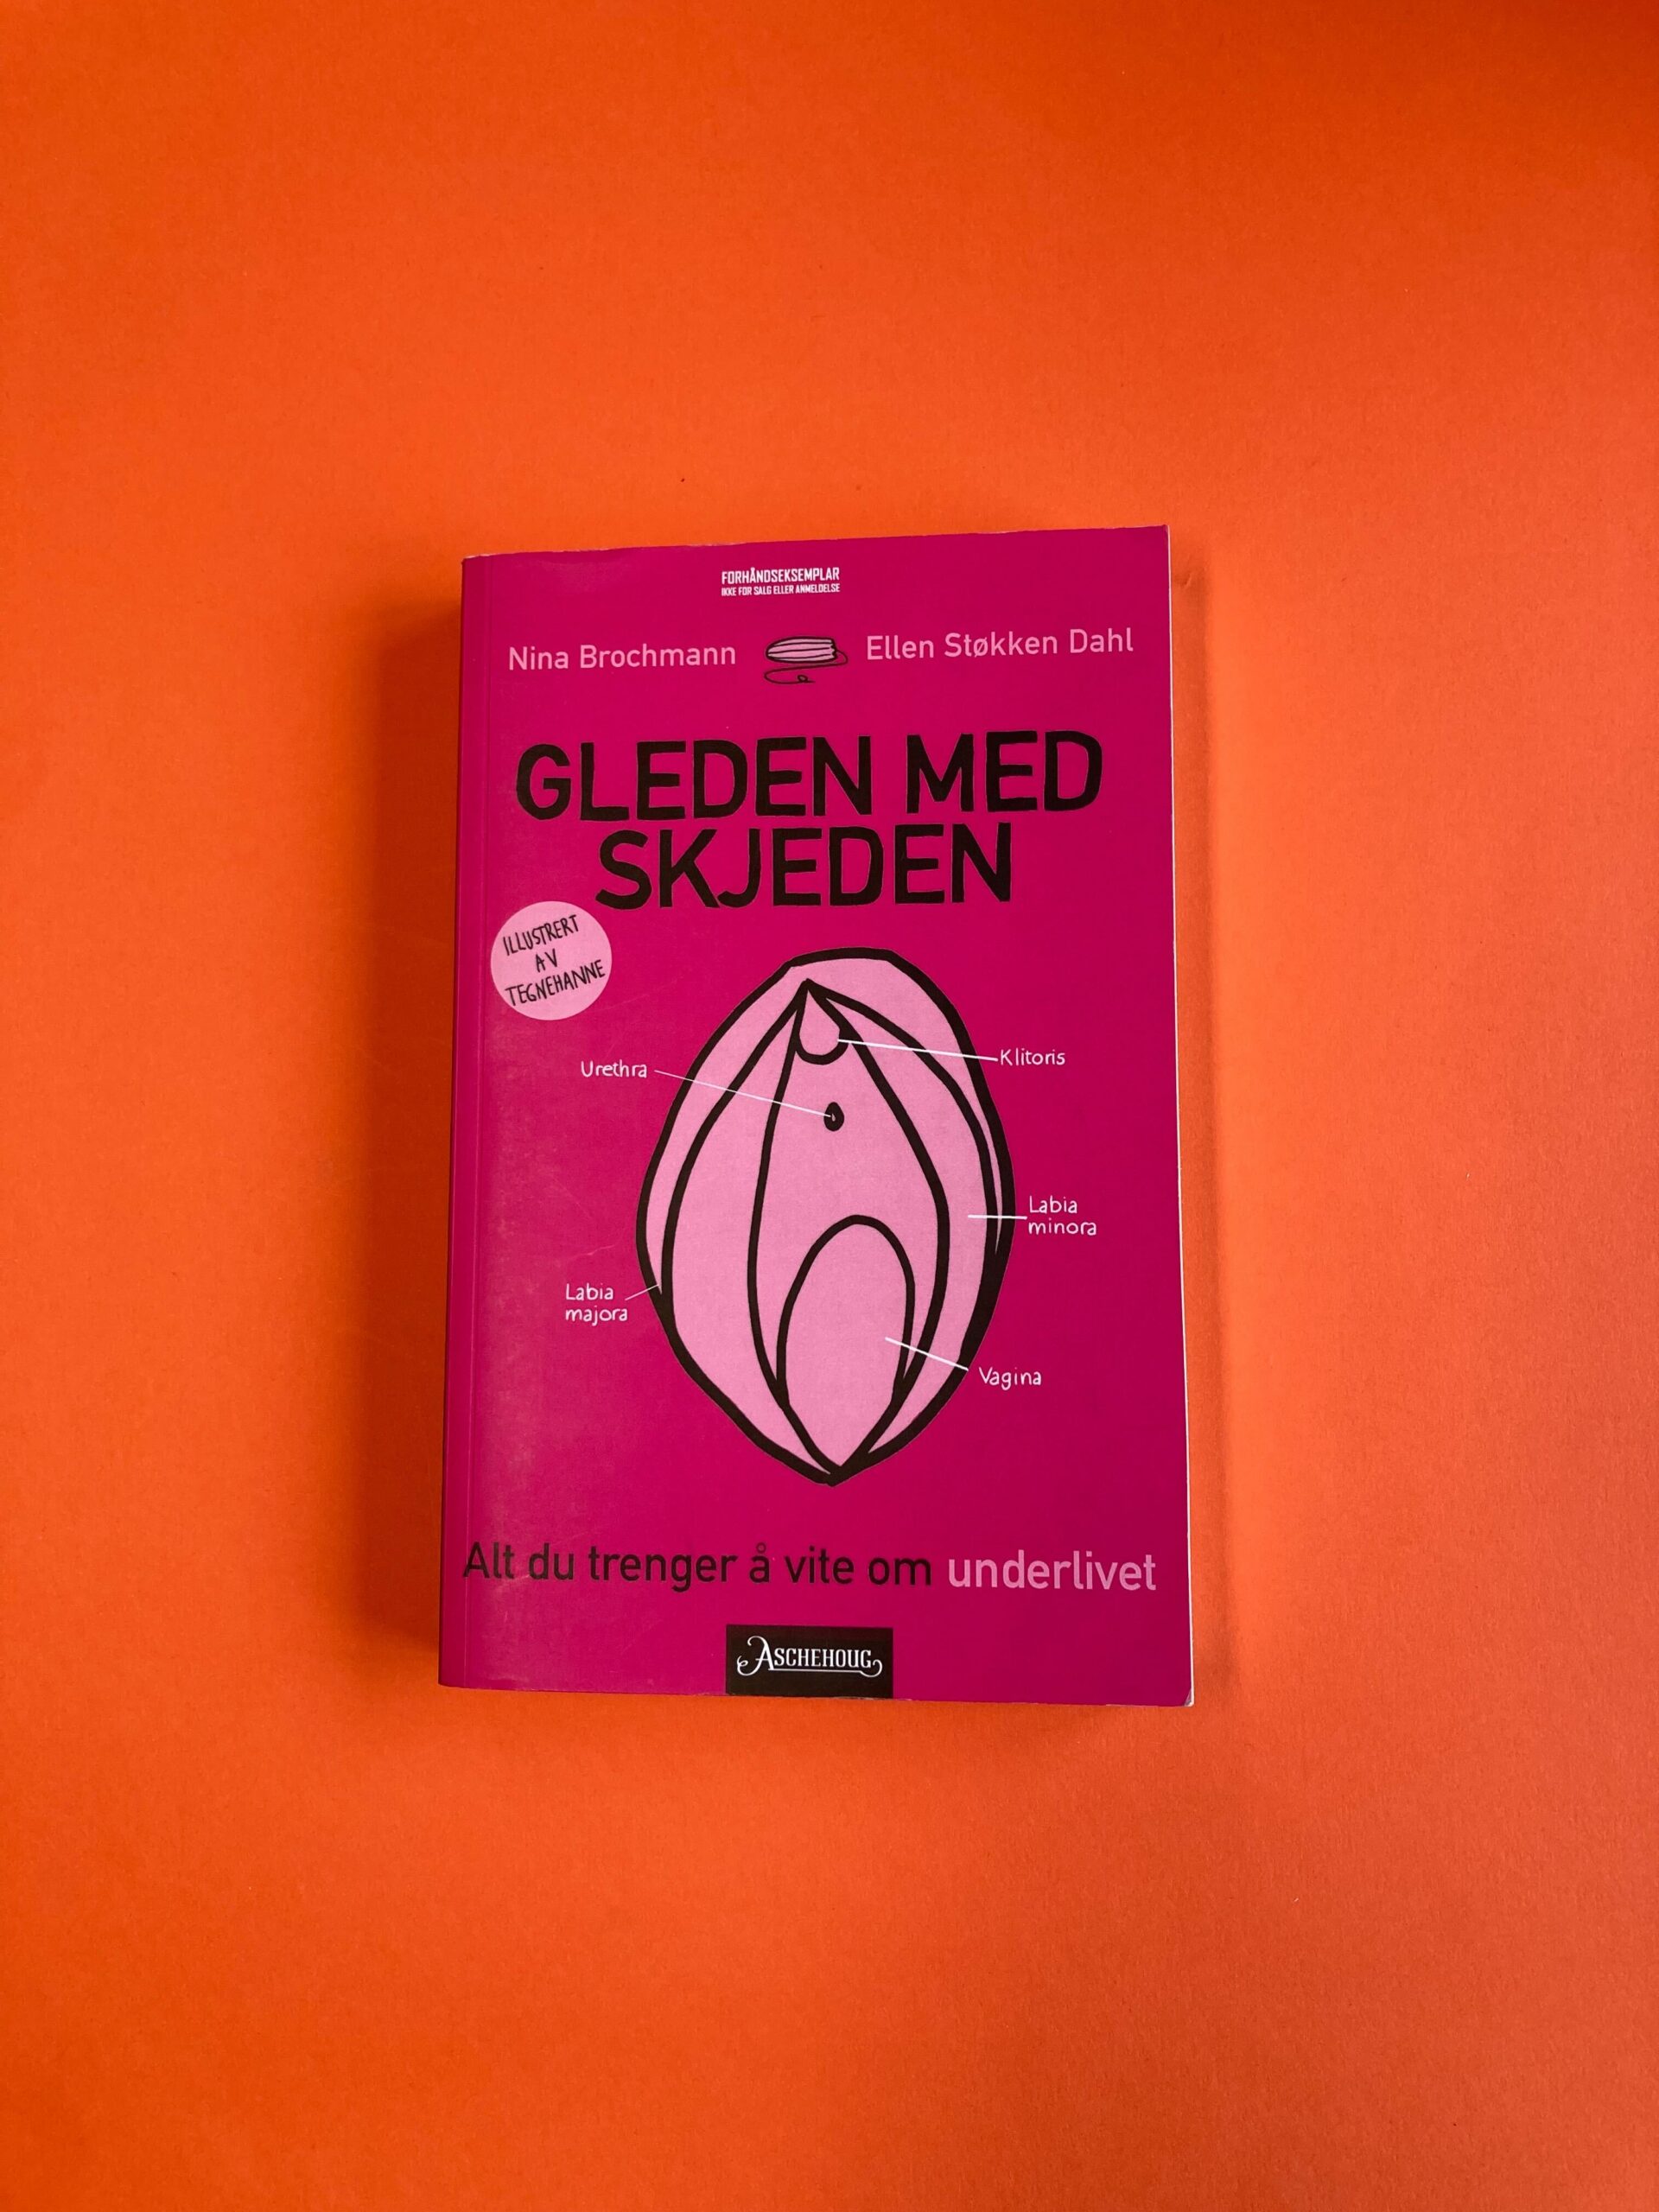 FORHÅNDSEKSEMPLAR
IKKE FOR SALG ELLER ANMELDELSE
Nina Brochmann
Ellen Støkken Dahl
GLEDEN MED
SKJEDEN
ILLUSTRERT
AV
TEGNEHANNE
Urethra
Klitoris
Labia
minora
Labia
majora
Vagina
Alt du trenger å vite om underlivet
ASCHEHOUG